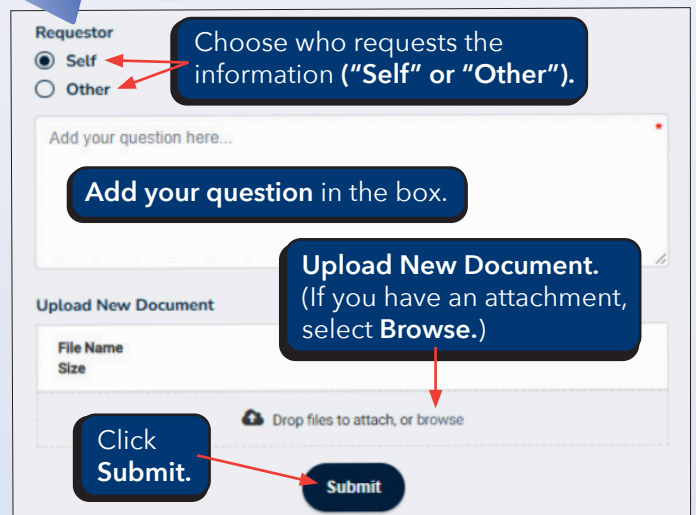 Requestor
Self
Other
Choose who requests the
information (“Self” or “Other”).
Add your question here...
*
Add your question in the box.
Upload New Document.
(If you have an attachment,
select Browse.)
Upload New Document
File Name
Size
Drop files to attach, or browse
Click
Submit.
Submit